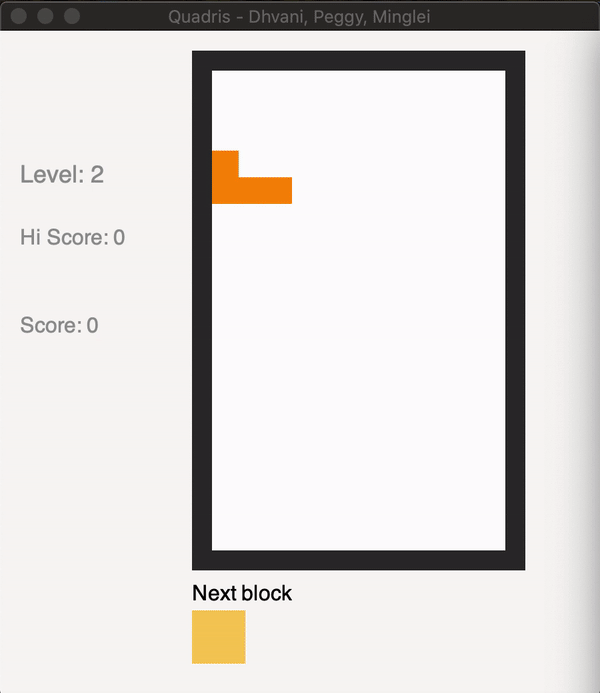 Quadris - Dhvani, Peggy, Minglei
Level: 2
Hi Score: 0
Score: 0
Next block